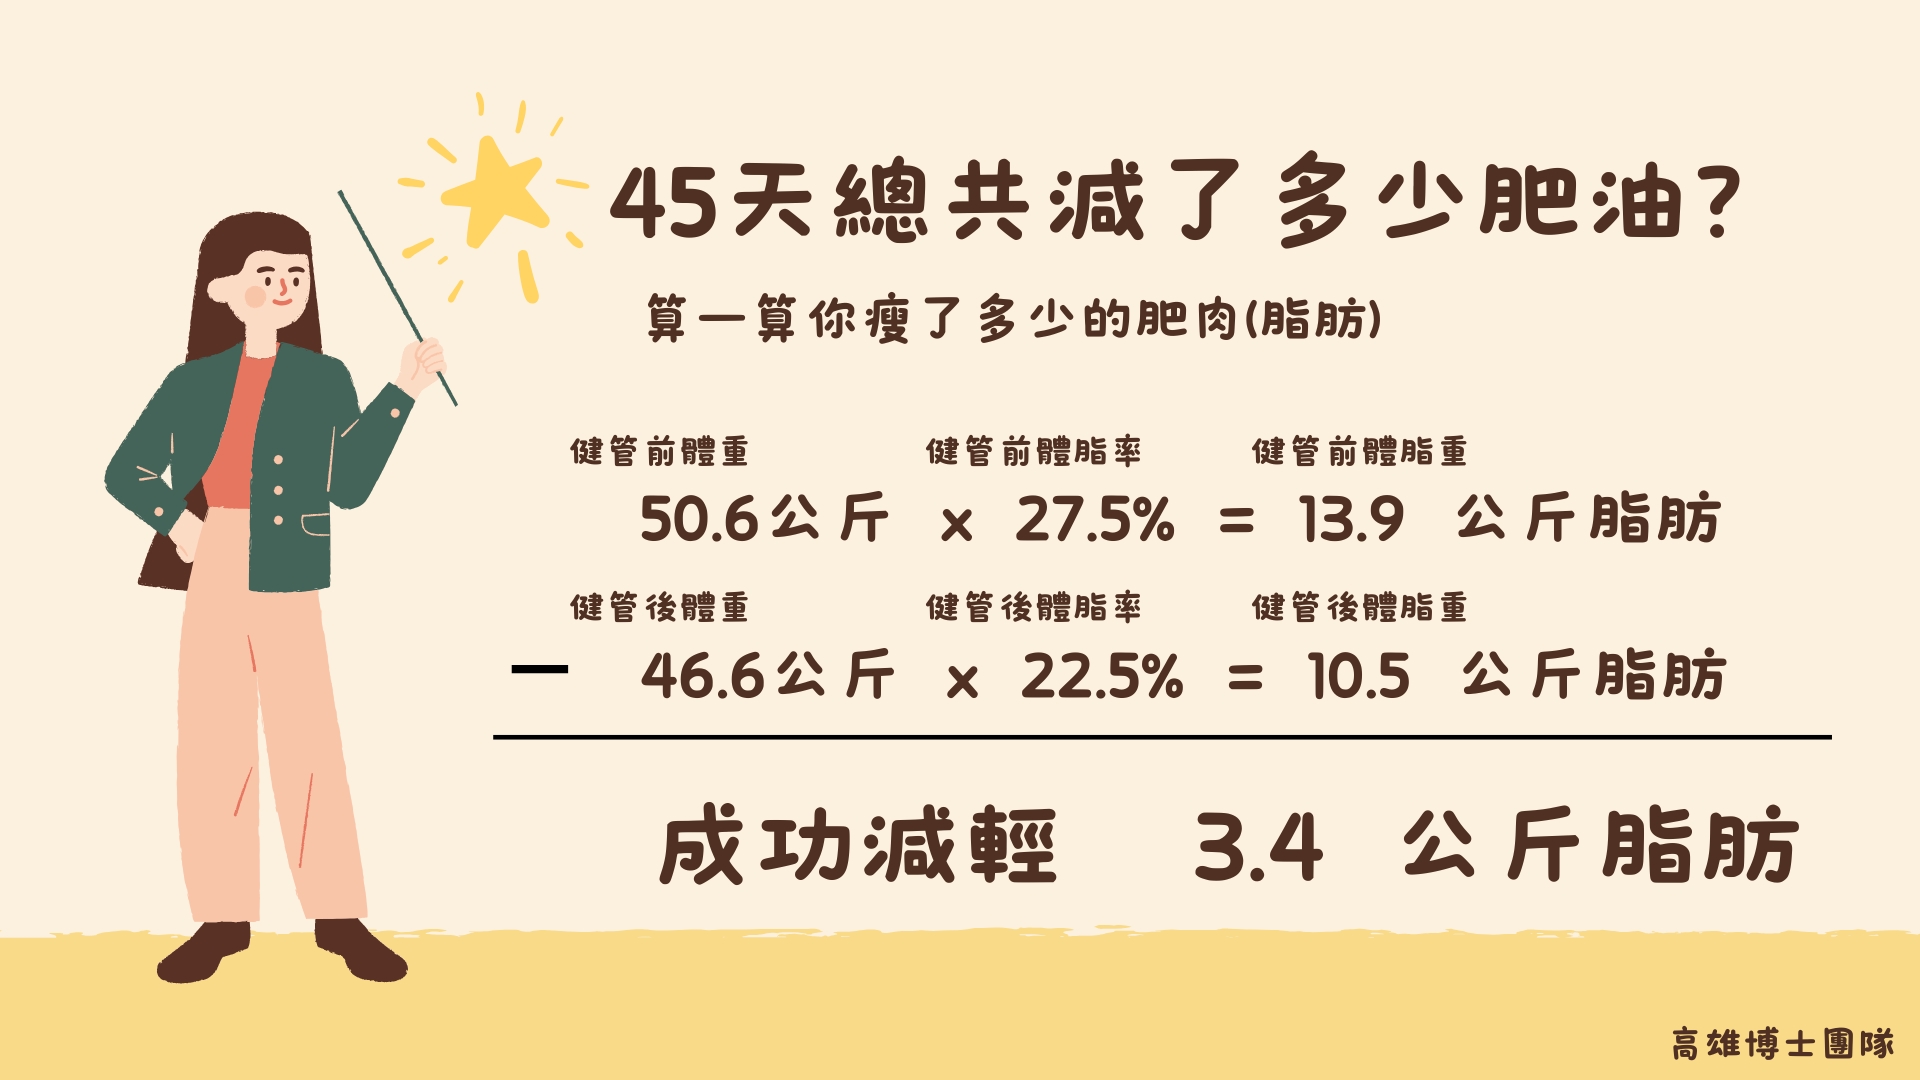 45天總共減了多少肥油?
算一算你瘦了多少的肥肉(脂肪)
健管前體重 健管前體脂率 健管前體脂重
50.6公斤 x 27.5% = 13.9 公斤脂肪
健管後體重 健管後體脂率 健管後體脂重
— 46.6公斤 x 22.5% = 10.5 公斤脂肪
成功減輕 3.4 公斤脂肪
高雄博士團隊